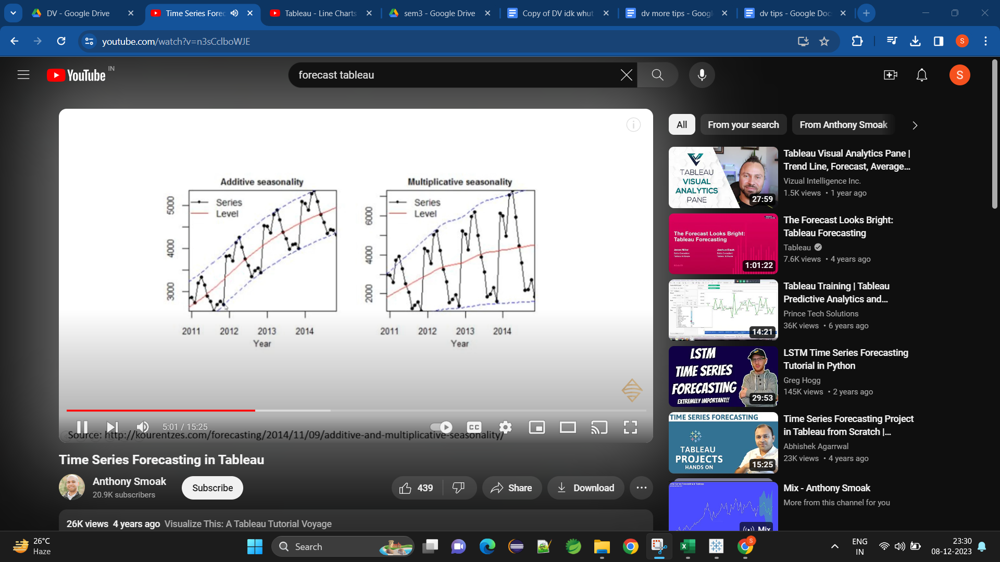 DV - Google Drive
Time Series Forec
Tableau - Line Charts
sem3 - Google Drive
Copy of DV idk whut
dv more tips - Googl
dv tips - Google Doc
youtube.com/watch?v=n3sCclboWJE
S
YouTube IN
forecast tableau
S
Additive seasonality
Series
Level
5000
4000
3000
2011 2012 2013 2014
Year
Multiplicative seasonality
Series
Level
6000
4000
2000
2011 2012 2013 2014
Year
5:01 / 15:25
CC
Source: http://kourentzes.com/forecasting/2014/11/09/additive-and-multiplicative-seasonality/
Time Series Forecasting in Tableau
Anthony Smoak
20.9K subscribers
Subscribe
439
Share
Download
26K views 4 years ago Visualize This: A Tableau Tutorial Voyage
All
From your search
From Anthony Smoak
TABLEAU
VISUAL
ANALYTICS
PANE
27:59
Tableau Visual Analytics Pane |
Trend Line, Forecast, Average...
Vizual Intelligence Inc.
1.5K views • 1 year ago
The Forecast Looks Bright:
Tableau Forecasting
Jason Miller
Joshua Rauh
1:01:22
The Forecast Looks Bright:
Tableau Forecasting
Tableau
7.6K views • 4 years ago
14:21
Tableau Training | Tableau
Predictive Analytics and...
Prince Tech Solutions
36K views • 6 years ago
LSTM
TIME SERIES
FORECASTING
EXTREMELY IMPORTANT!!
29:53
LSTM Time Series Forecasting
Tutorial in Python
Greg Hogg
145K views • 2 years ago
TIME SERIES FORECASTING
TABLEAU
PROJECTS
HANDS ON
15:25
Time Series Forecasting Project
in Tableau from Scratch |...
Abhishek Agarrwal
23K views • 4 years ago
Mix
Mix - Anthony Smoak
More from this channel for you
26°C
Haze
Search
S
ENG
IN
23:30
08-12-2023